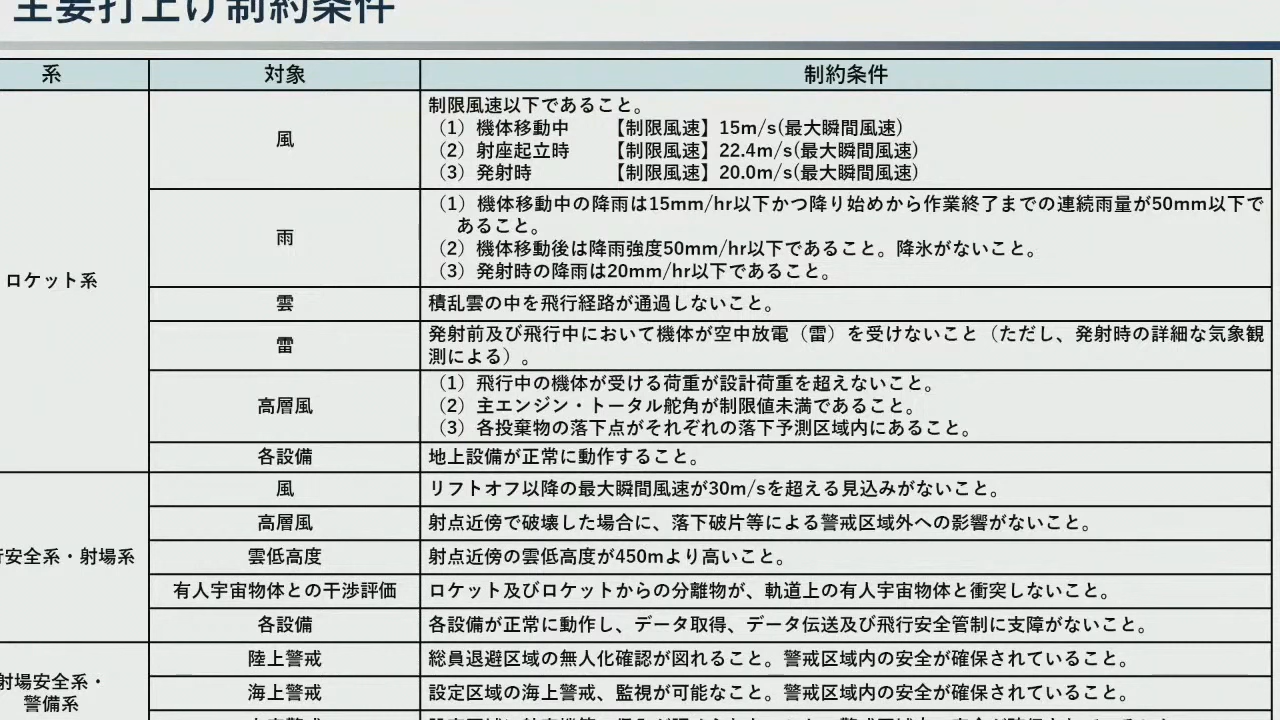 主要打上げ制約条件
系 対象 制約条件
ロケット系
風
制限風速以下であること。
（1）機体移動中 【制限風速】15m/s(最大瞬間風速)
（2）射座起立時 【制限風速】22.4m/s(最大瞬間風速)
（3）発射時 【制限風速】20.0m/s(最大瞬間風速)
雨
（1）機体移動中の降雨は15mm/hr以下かつ降り始めから作業終了までの連続雨量が50mm以下で
あること。
（2）機体移動後は降雨強度50mm/hr以下であること。降氷がないこと。
（3）発射時の降雨は20mm/hr以下であること。
雲
積乱雲の中を飛行経路が通過しないこと。
雷
発射前及び飛行中において機体が空中放電（雷）を受けないこと（ただし、発射時の詳細な気象観
測による）。
高層風
（1）飛行中の機体が受ける荷重が設計荷重を超えないこと。
（2）主エンジン・トータル舵角が制限値未満であること。
（3）各投棄物の落下点がそれぞれの落下予測区域内にあること。
各設備
地上設備が正常に動作すること。
行安全系・射場系
風
リフトオフ以降の最大瞬間風速が30m/sを超える見込みがないこと。
高層風
射点近傍で破壊した場合に、落下破片等による警戒区域外への影響がないこと。
雲低高度
射点近傍の雲低高度が450mより高いこと。
有人宇宙物体との干渉評価
ロケット及びロケットからの分離物が、軌道上の有人宇宙物体と衝突しないこと。
各設備
各設備が正常に動作し、データ取得、データ伝送及び飛行安全管制に支障がないこと。
射場安全系・
警備系
陸上警戒
総員退避区域の無人化確認が図れること。警戒区域内の安全が確保されていること。
海上警戒
設定区域の海上警戒、監視が可能なこと。警戒区域内の安全が確保されていること。